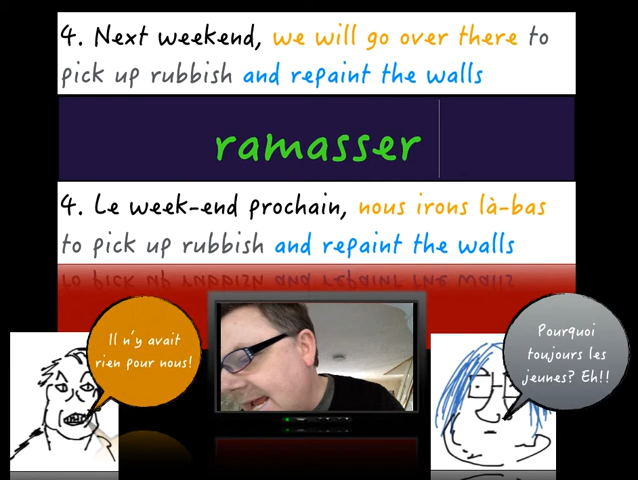 4. Next weekend, we will go over there to
pick up rubbish and repaint the walls
ramasser
4. Le week-end prochain, nous irons là-bas
to pick up rubbish and repaint the walls
Il n'y avait
rien pour nous!
Pourquoi
toujours les
jeunes? Eh!!